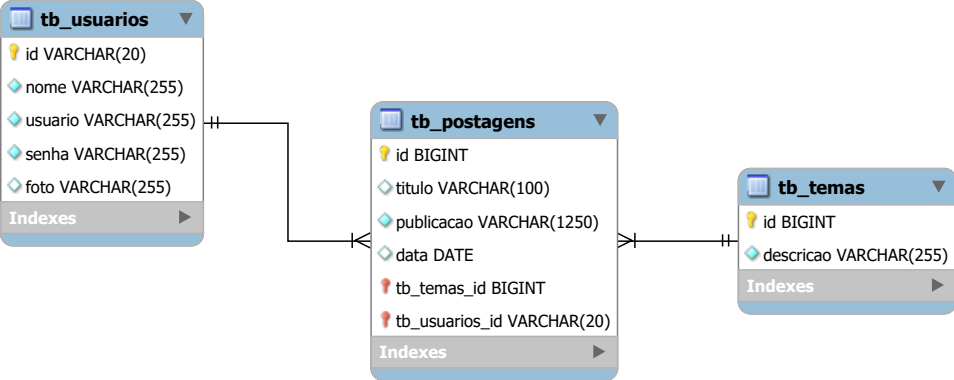 tb_usuarios
id VARCHAR(20)
nome VARCHAR(255)
usuario VARCHAR(255)
senha VARCHAR(255)
foto VARCHAR(255)
Indexes
tb_postagens
id BIGINT
titulo VARCHAR(100)
publicacao VARCHAR(1250)
data DATE
tb_temas_id BIGINT
tb_usuarios_id VARCHAR(20)
Indexes
tb_temas
id BIGINT
descricao VARCHAR(255)
Indexes